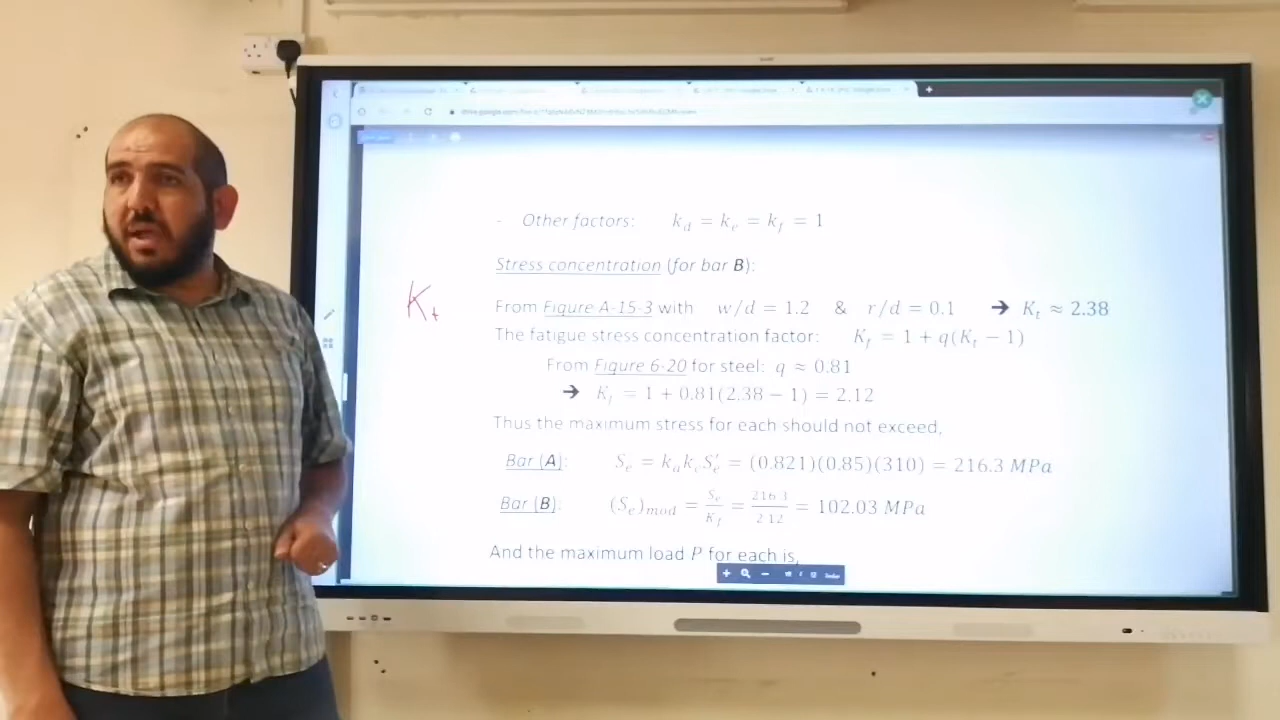 - Other factors: k_d = k_e = k_f = 1
Stress concentration (for bar B):
K_t
From Figure A-15-3 with w/d = 1.2 & r/d = 0.1 → K_t ≈ 2.38
The fatigue stress concentration factor: K_f = 1 + q(K_t − 1)
From Figure 6-20 for steel: q ≈ 0.81
→ K_f = 1 + 0.81(2.38 − 1) = 2.12
Thus the maximum stress for each should not exceed,
Bar (A): S_e = k_a k_c S′_e = (0.821)(0.85)(310) = 216.3 MPa
Bar (B): (S_e)_mod = S_e/K_f = 216.3/2.12 = 102.03 MPa
And the maximum load P for each is,